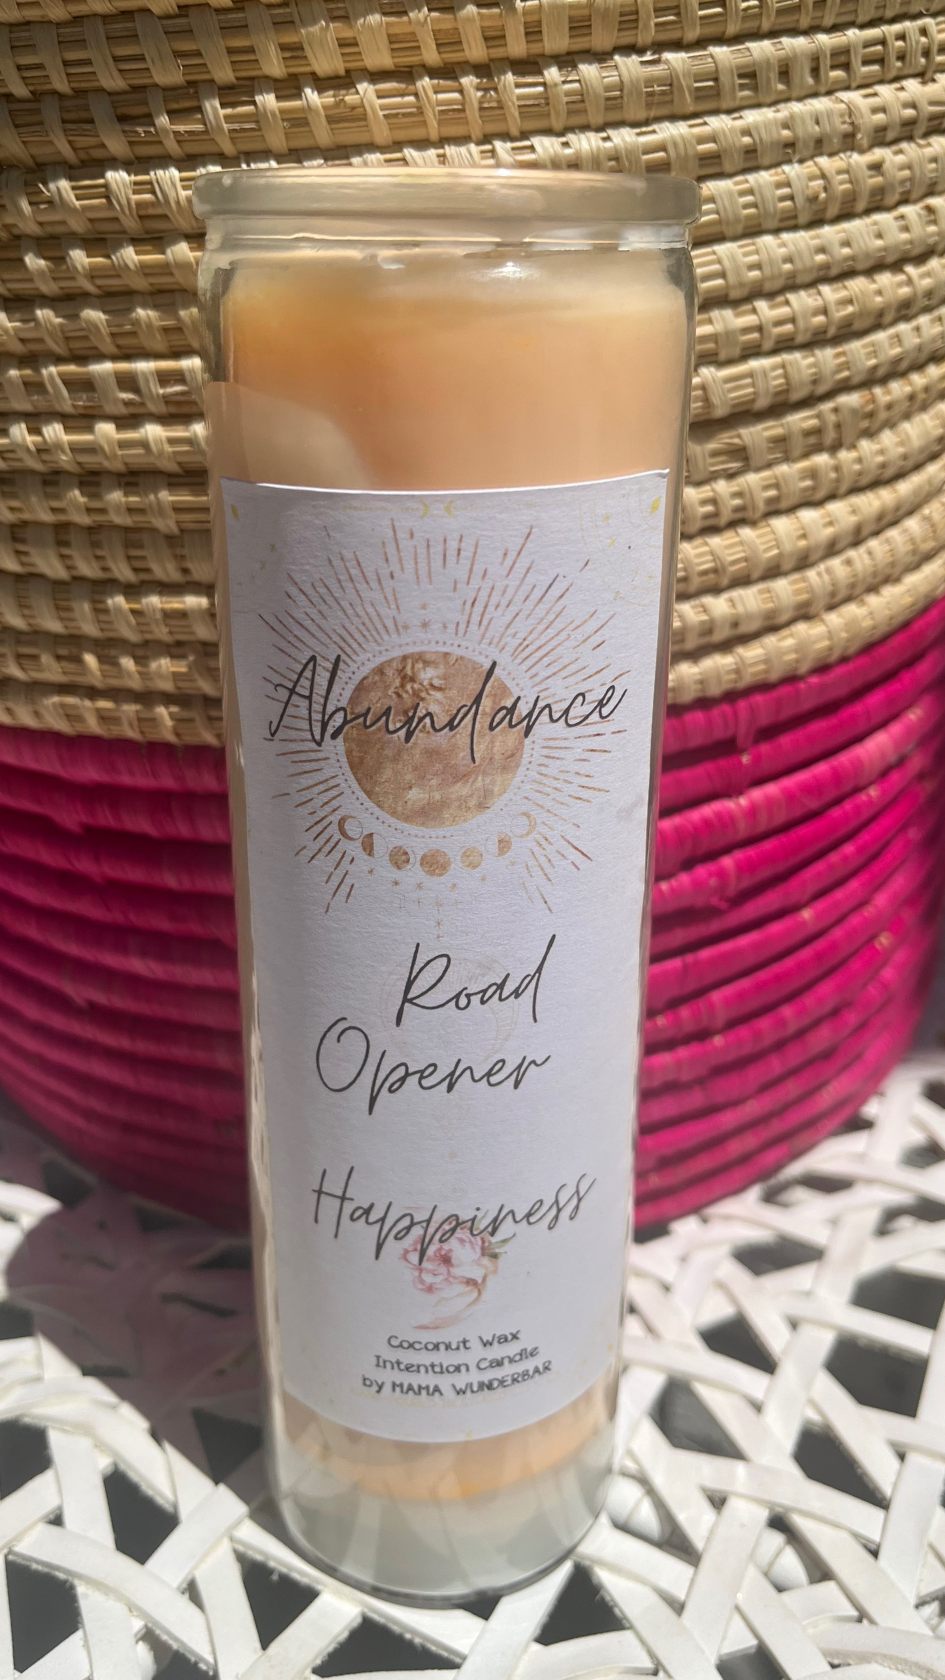 Abundance
Road
Opener
Happiness
Coconut Wax
Intention Candle
by MAMA WUNDERBAR